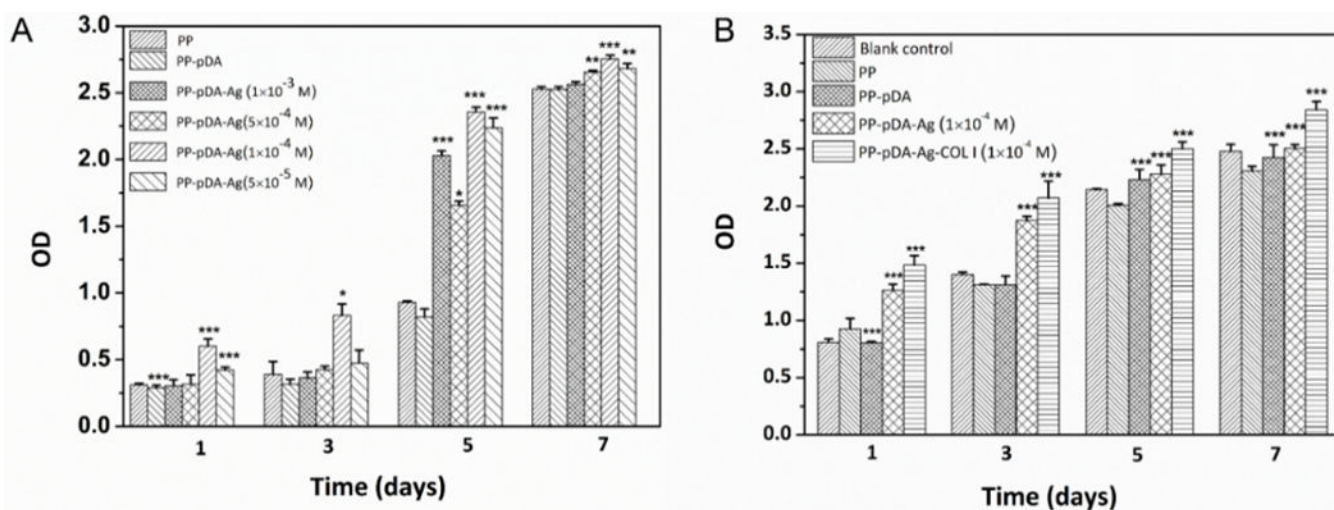 A
OD
3.0
2.5
2.0
1.5
1.0
0.5
0.0
PP
PP-pDA
PP-pDA-Ag (1×10⁻³ M)
PP-pDA-Ag(5×10⁻⁴ M)
PP-pDA-Ag(1×10⁻⁴ M)
PP-pDA-Ag(5×10⁻⁵ M)
*** *** ***
*
*** * *** ***
** *** **
1 3 5 7
Time (days)
B
OD
3.5
3.0
2.5
2.0
1.5
1.0
0.5
0.0
Blank control
PP
PP-pDA
PP-pDA-Ag (1×10⁻⁴ M)
PP-pDA-Ag-COL I (1×10⁻⁴ M)
*** *** ***
*** ***
*** *** ***
*** *** ***
1 3 5 7
Time (days)